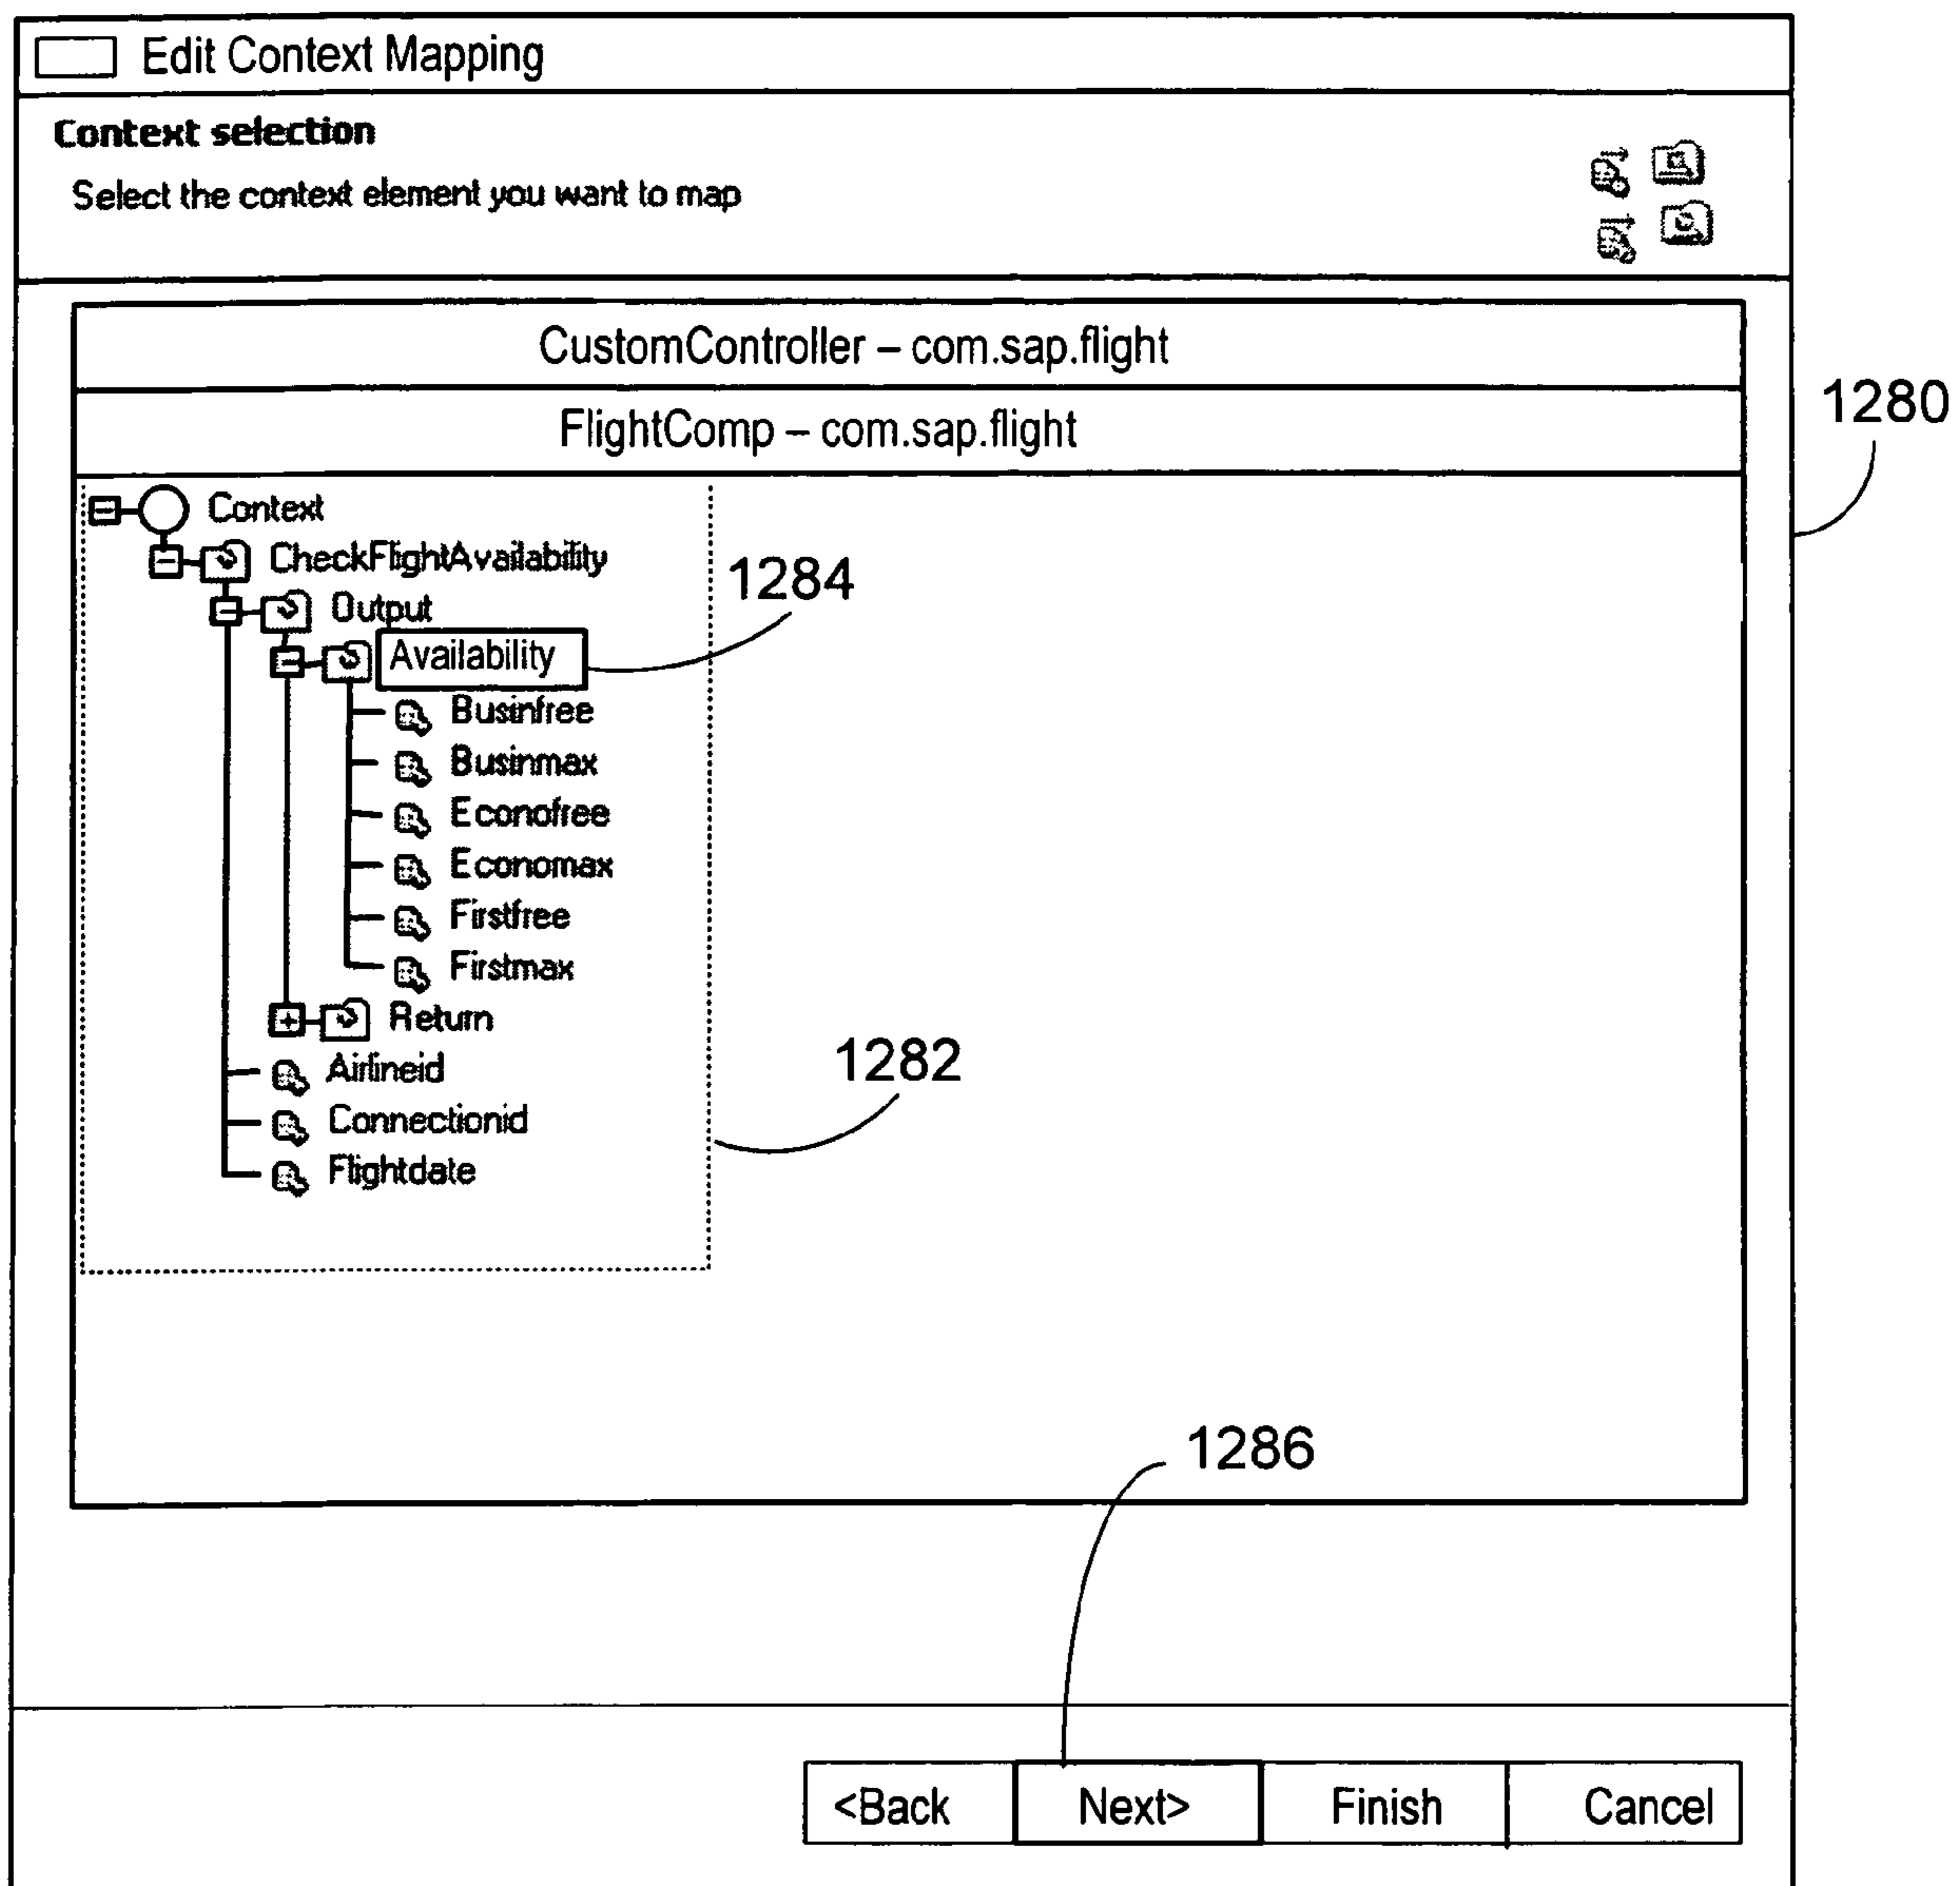 Edit Context Mapping
Context selection
Select the context element you want to map
CustomController – com.sap.flight
FlightComp – com.sap.flight
1280
Context
CheckFlightAvailability
1284
Output
Availability
Businfree
Businmax
Econofree
Economax
Firstfree
Firstmax
Return
1282
Airlineid
Connectionid
Flightdate
1286
<Back Next> Finish Cancel